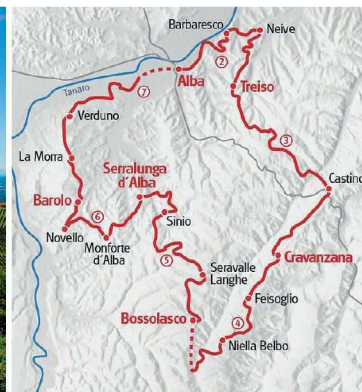 Barbaresco
Neive
②
Alba
Tanaro
⑦
Treiso
Verduno
③
La Morra
Serralunga
d'Alba
Castino
Barolo
⑥
Sinio
Novello
Monforte
d'Alba
⑤
Seravalle
Langhe
Cravanzana
Feisoglio
Bossolasco
④
Niella Belbo